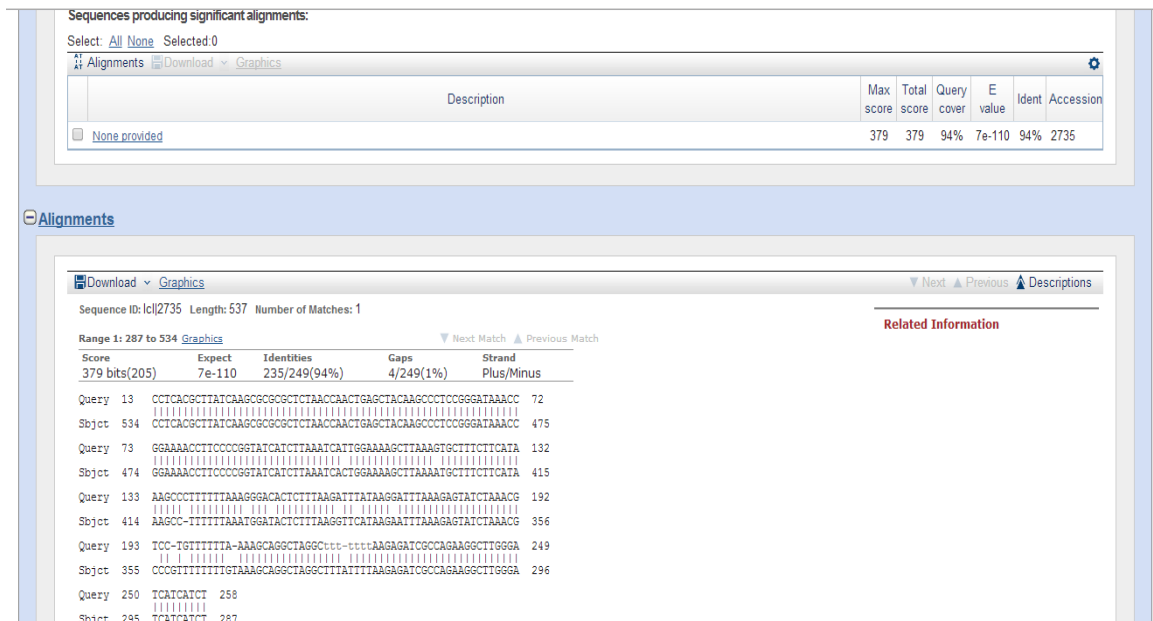 Sequences producing significant alignments:
Select: All None Selected:0
Alignments Download Graphics
Description Max score Total score Query cover E value Ident Accession
None provided 379 379 94% 7e-110 94% 2735
Alignments
Download Graphics Next Previous Descriptions
Sequence ID: lcl|2735 Length: 537 Number of Matches: 1
Related Information
Range 1: 287 to 534 Graphics Next Match Previous Match
Score Expect Identities Gaps Strand
379 bits(205) 7e-110 235/249(94%) 4/249(1%) Plus/Minus
Query 13 CCTCACGCTTATCAAGCGCGCGCTCTAACCAACTGAGCTACAAGCCCTCCGGGATAAACC 72
Sbjct 534 CCTCACGCTTATCAAGCGCGCGCTCTAACCAACTGAGCTACAAGCCCTCCGGGATAAACC 475
Query 73 GGAAAACCTTCCCCGGTATCATCTTAAATCATTGGAAAAGCTTAAAGTGCTTTCTTCATA 132
Sbjct 474 GGAAAACCTTCCCCGGTATCATCTTAAATCACTGGAAAAGCTTAAAATGCTTTCTTCATA 415
Query 133 AAGCCCTTTTTTAAAGGGACACTCTTTAAGATTTATAAGGATTTAAAGAGTATCTAAACG 192
Sbjct 414 AAGCC-TTTTTTAAATGGATACTCTTTAAGGTTCATAAGAATTTAAAGAGTATCTAAACG 356
Query 193 TCC-TGTTTTTTA-AAAGCAGGCTAGGCttt-ttttAAGAGATCGCCAGAAGGCTTGGGA 249
Sbjct 355 CCCGTTTTTTTTGTAAAGCAGGCTAGGCTTTATTTTAAGAGATCGCCAGAAGGCTTGGGA 296
Query 250 TCATCATCT 258
Sbjct 295 TCATCATCT 287